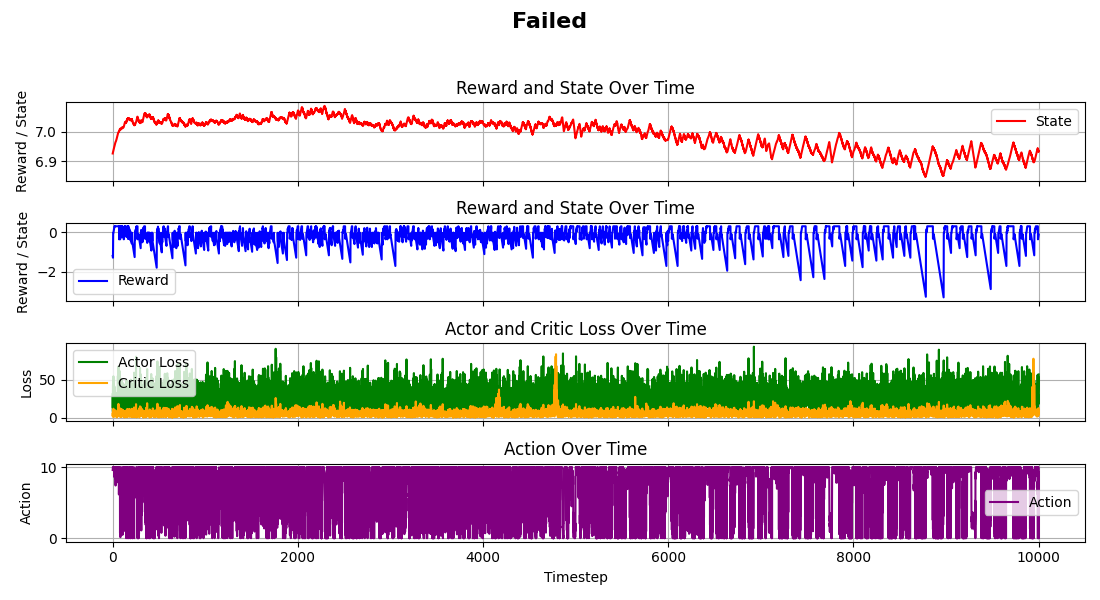 Failed
Reward and State Over Time
Reward / State
7.0
6.9
State
Reward and State Over Time
Reward / State
0
−2
Reward
Actor and Critic Loss Over Time
Loss
50
0
Actor Loss
Critic Loss
Action Over Time
Action
10
0
Action
0 2000 4000 6000 8000 10000
Timestep